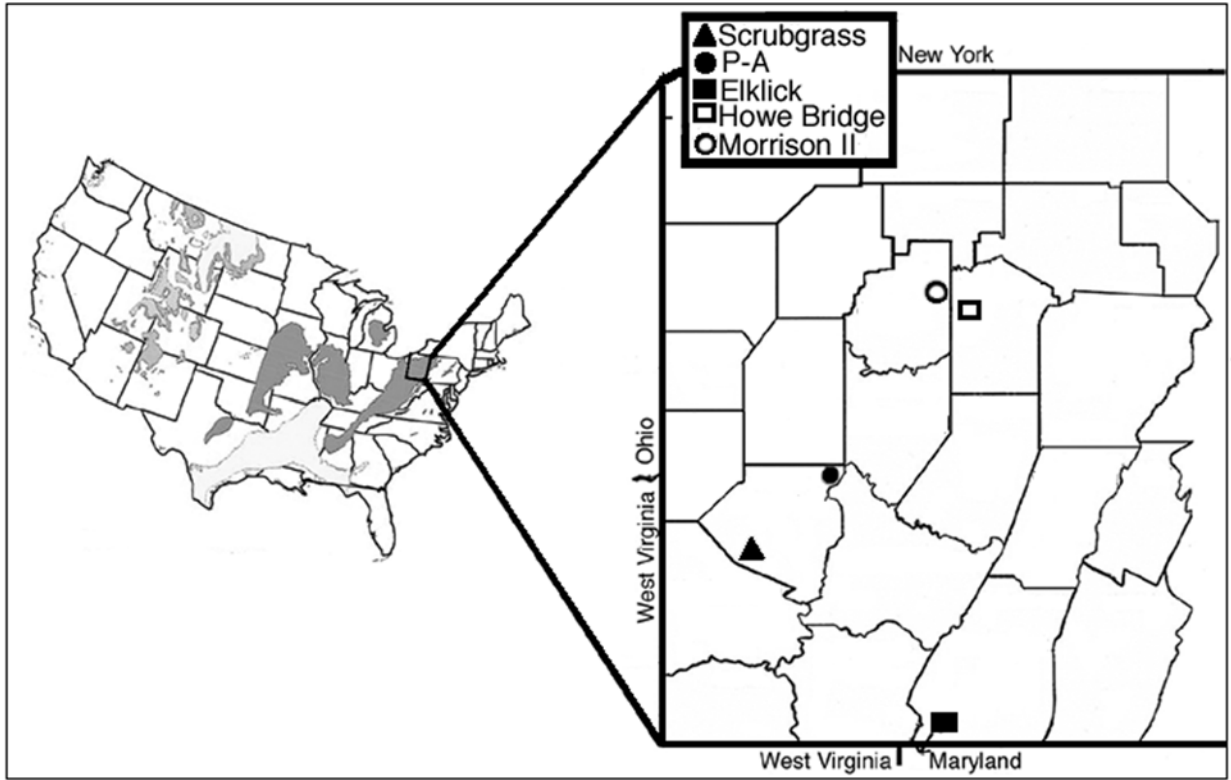 Scrubgrass
P-A
Elklick
Howe Bridge
Morrison II
New York
West Virginia Ohio
West Virginia Maryland